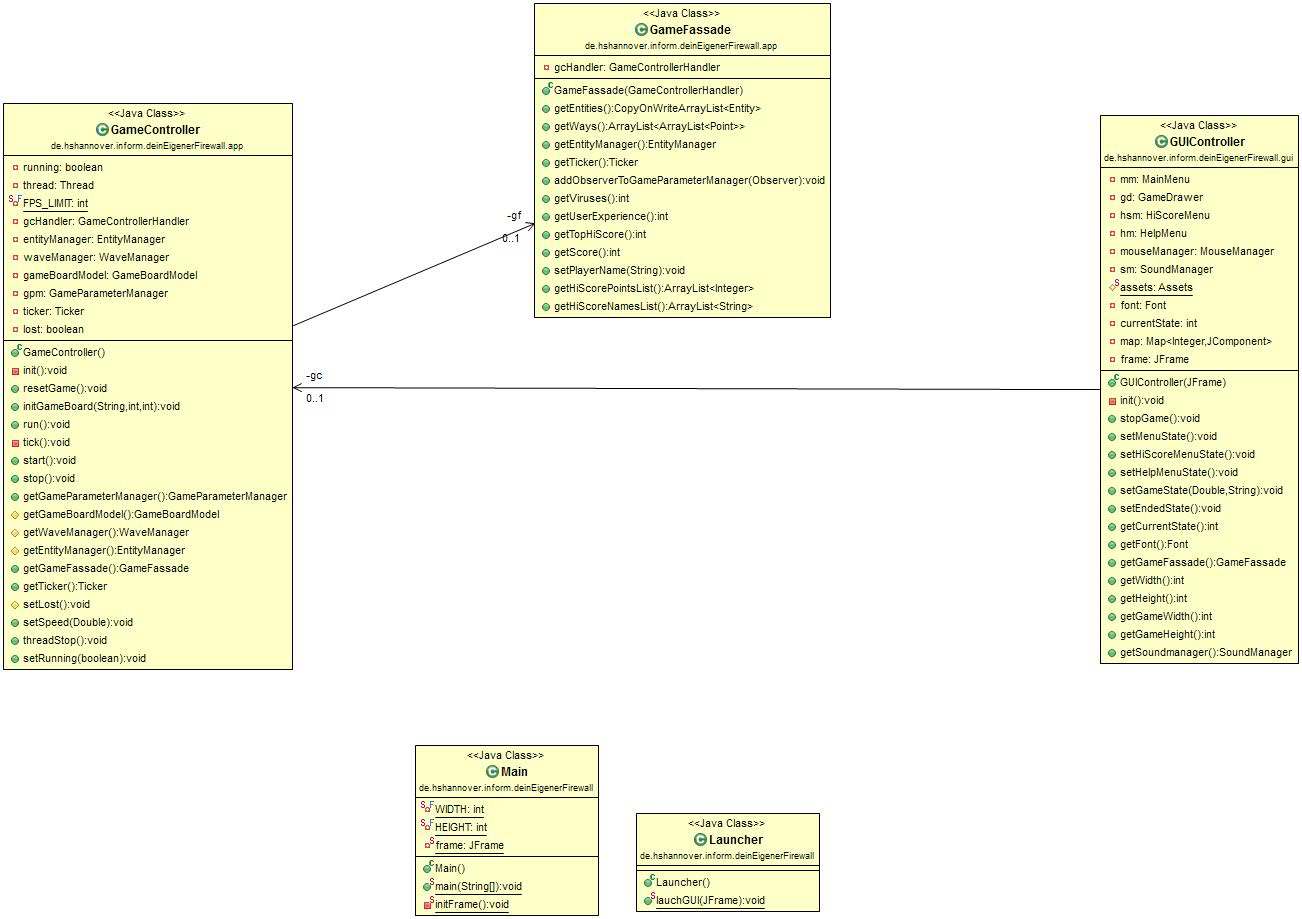 <<Java Class>>
GameFassade
de.hshannover.inform.deinEigenerFirewall.app
gcHandler: GameControllerHandler
GameFassade(GameControllerHandler)
getEntities():CopyOnWriteArrayList<Entity>
getWays():ArrayList<ArrayList<Point>>
getEntityManager():EntityManager
getTicker():Ticker
addObserverToGameParameterManager(Observer):void
getViruses():int
getUserExperience():int
getTopHiScore():int
getScore():int
setPlayerName(String):void
getHiScorePointsList():ArrayList<Integer>
getHiScoreNamesList():ArrayList<String>
<<Java Class>>
GameController
de.hshannover.inform.deinEigenerFirewall.app
running: boolean
thread: Thread
FPS_LIMIT: int
gcHandler: GameControllerHandler
entityManager: EntityManager
waveManager: WaveManager
gameBoardModel: GameBoardModel
gpm: GameParameterManager
ticker: Ticker
lost: boolean
GameController()
init():void
resetGame():void
initGameBoard(String,int,int):void
run():void
tick():void
start():void
stop():void
getGameParameterManager():GameParameterManager
getGameBoardModel():GameBoardModel
getWaveManager():WaveManager
getEntityManager():EntityManager
getGameFassade():GameFassade
getTicker():Ticker
setLost():void
setSpeed(Double):void
threadStop():void
setRunning(boolean):void
-gf
0..1
-gc
0..1
<<Java Class>>
GUIController
de.hshannover.inform.deinEigenerFirewall.gui
mm: MainMenu
gd: GameDrawer
hsm: HiScoreMenu
hm: HelpMenu
mouseManager: MouseManager
sm: SoundManager
assets: Assets
font: Font
currentState: int
map: Map<Integer,JComponent>
frame: JFrame
GUIController(JFrame)
init():void
stopGame():void
setMenuState():void
setHiScoreMenuState():void
setHelpMenuState():void
setGameState(Double,String):void
setEndedState():void
getCurrentState():int
getFont():Font
getGameFassade():GameFassade
getWidth():int
getHeight():int
getGameWidth():int
getGameHeight():int
getSoundmanager():SoundManager
<<Java Class>>
Main
de.hshannover.inform.deinEigenerFirewall
WIDTH: int
HEIGHT: int
frame: JFrame
Main()
main(String[]):void
initFrame():void
<<Java Class>>
Launcher
de.hshannover.inform.deinEigenerFirewall
Launcher()
lauchGUI(JFrame):void